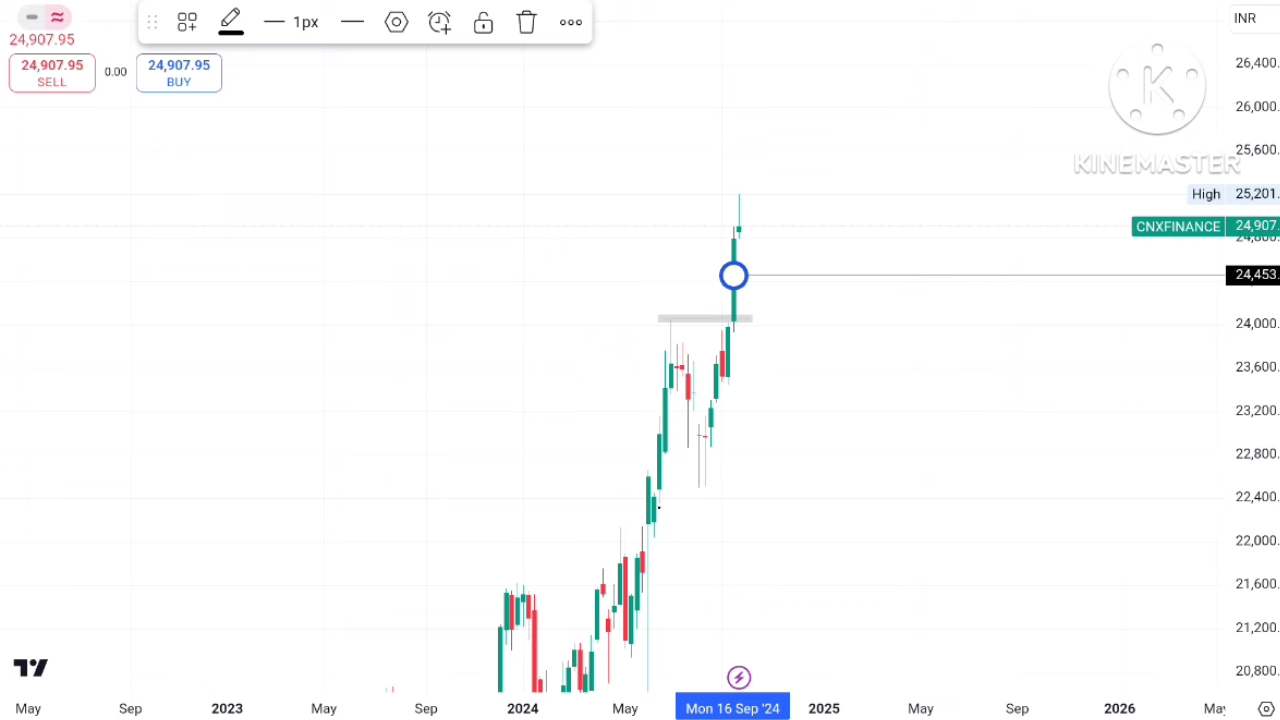 INR
1px
24,907.95
24,907.95
SELL
0.00
24,907.95
BUY
26,400.
26,000.
K
KINEMASTER
25,600.
High 25,201.
CNXFINANCE 24,907.
24,800.
24,453.
24,000.
23,600.
23,200.
22,800.
22,400.
22,000.
21,600.
21,200.
20,800.
May Sep 2023 May Sep 2024 May Mon 16 Sep '24 2025 May Sep 2026 May